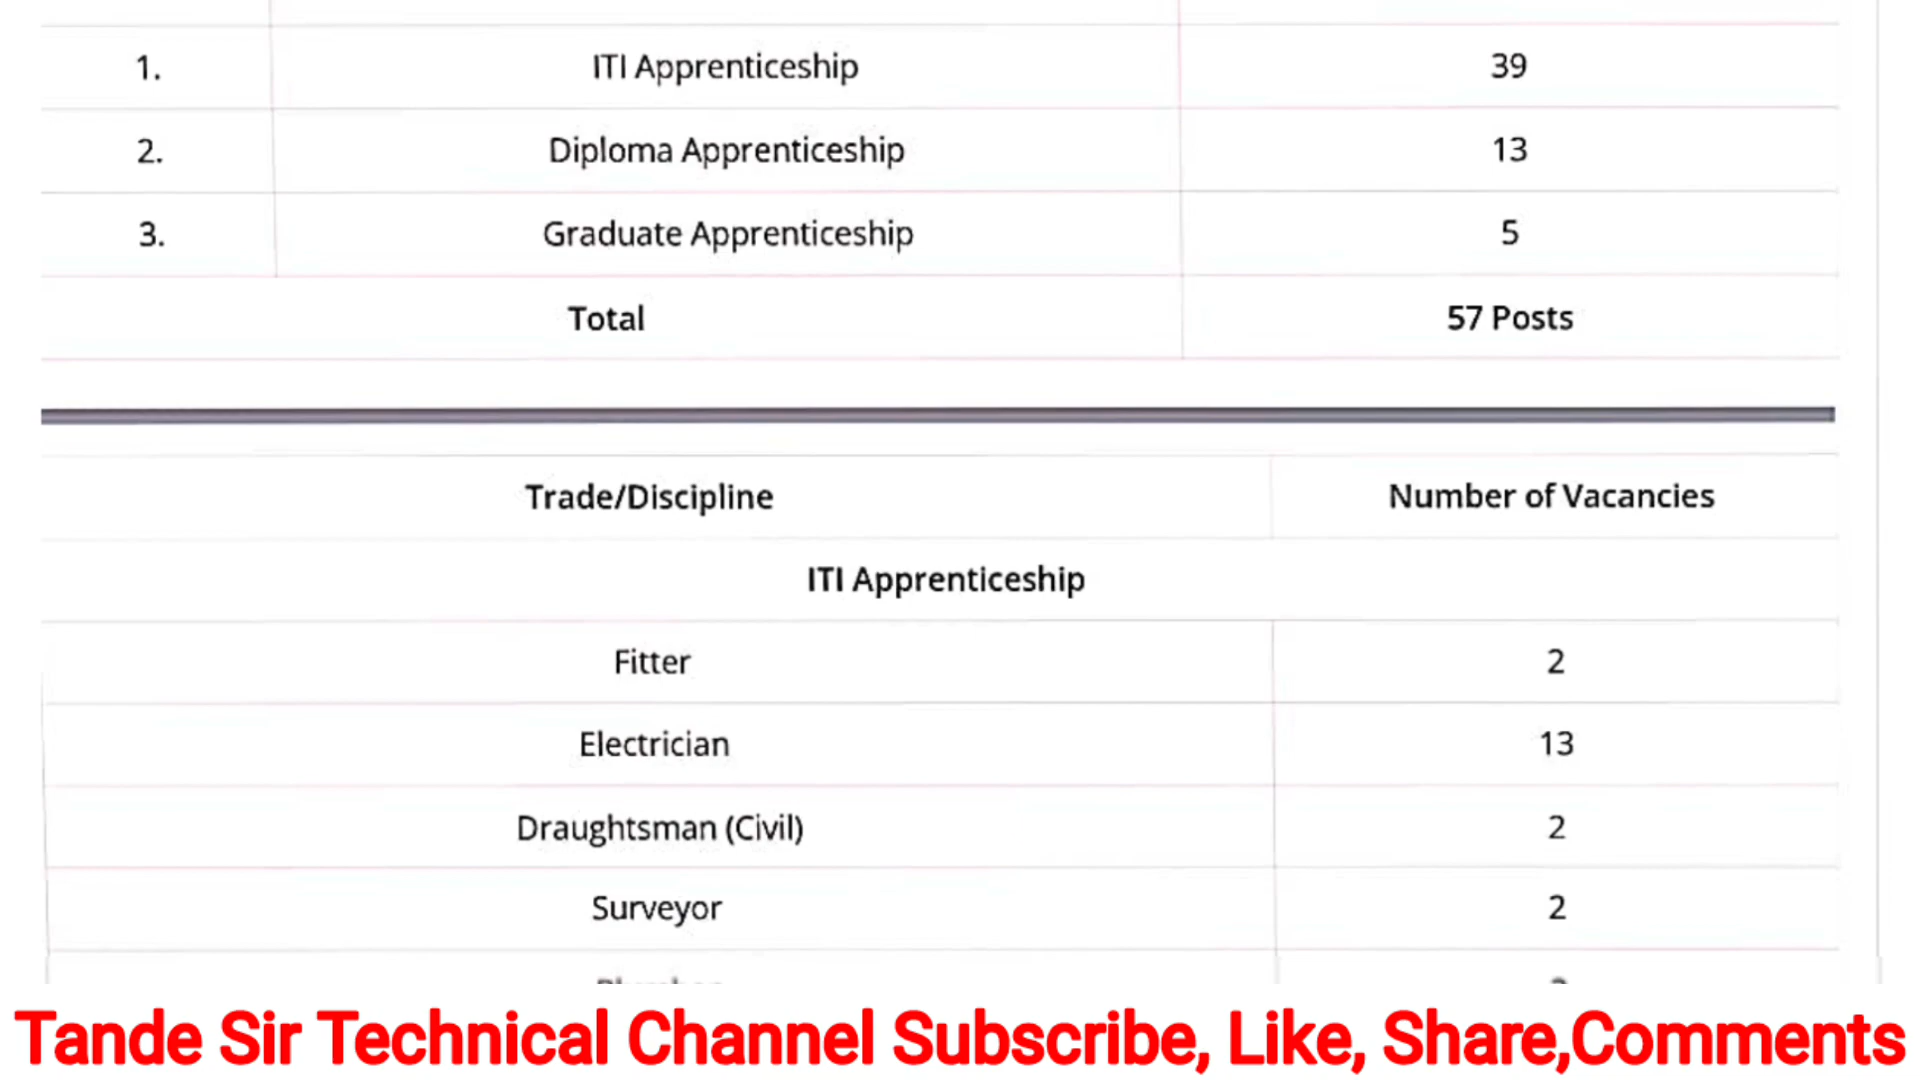 1. ITI Apprenticeship 39
2. Diploma Apprenticeship 13
3. Graduate Apprenticeship 5
Total 57 Posts
Trade/Discipline Number of Vacancies
ITI Apprenticeship
Fitter 2
Electrician 13
Draughtsman (Civil) 2
Surveyor 2
Tande Sir Technical Channel Subscribe, Like, Share,Comments